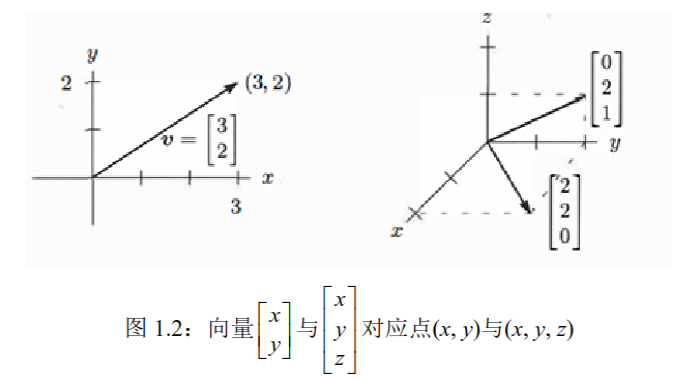 y
2
(3, 2)
v = [3 2]
x
3
z
[0 2 1]
y
[2 2 0]
x
图 1.2：向量[x y]与[x y z]对应点(x, y)与(x, y, z)